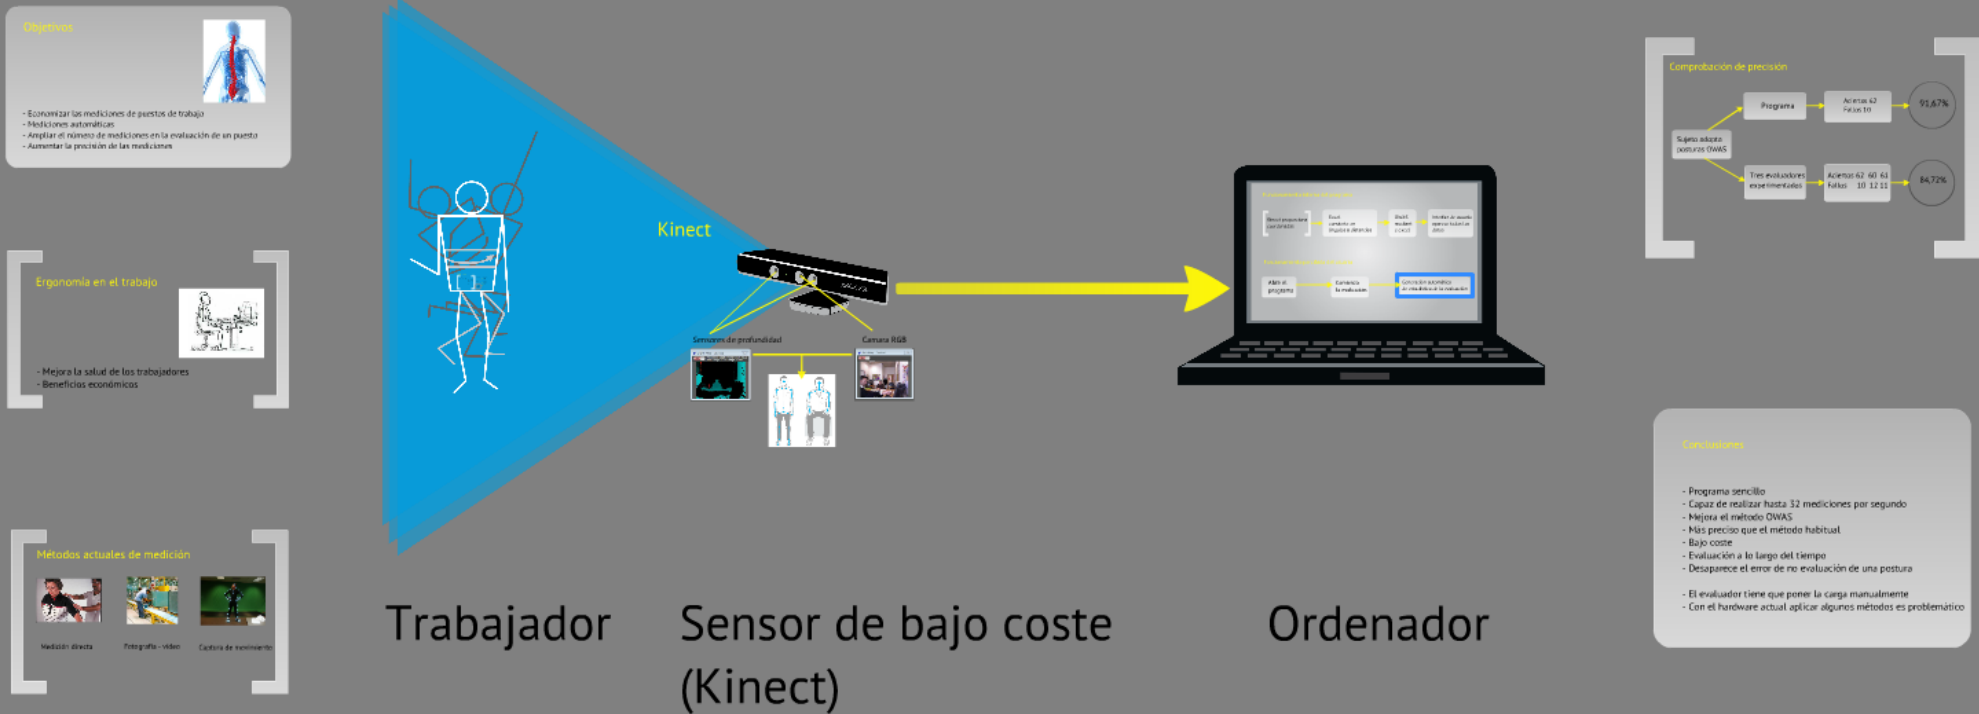 Objetivos
- Economizar las mediciones de puestos de trabajo
- Mediciones automáticas
- Ampliar el número de mediciones en la evaluación de un puesto
- Aumentar la precisión de las mediciones
Ergonomía en el trabajo
- Mejora la salud de los trabajadores
- Beneficios económicos
Métodos actuales de medición
Medición directa
Fotografía - vídeo
Captura de movimiento
Kinect
Sensores de profundidad
Camara RGB
Trabajador
Sensor de bajo coste
(Kinect)
Ordenador
Abrir el
programa
Comienza
la medición
Comprobación de precisión
Sujeto adopta
posturas OWAS
Programa
Aciertos 62
Fallos 10
91,67%
Tres evaluadores
experimentados
Aciertos 62 60 61
Fallos 10 12 11
84,72%
Conclusiones
- Programa sencillo
- Capaz de realizar hasta 32 mediciones por segundo
- Mejora el método OWAS
- Más preciso que el método habitual
- Bajo coste
- Evaluación a lo largo del tiempo
- Desaparece el error de no evaluación de una postura
- El evaluador tiene que poner la carga manualmente
- Con el hardware actual aplicar algunos métodos es problemático